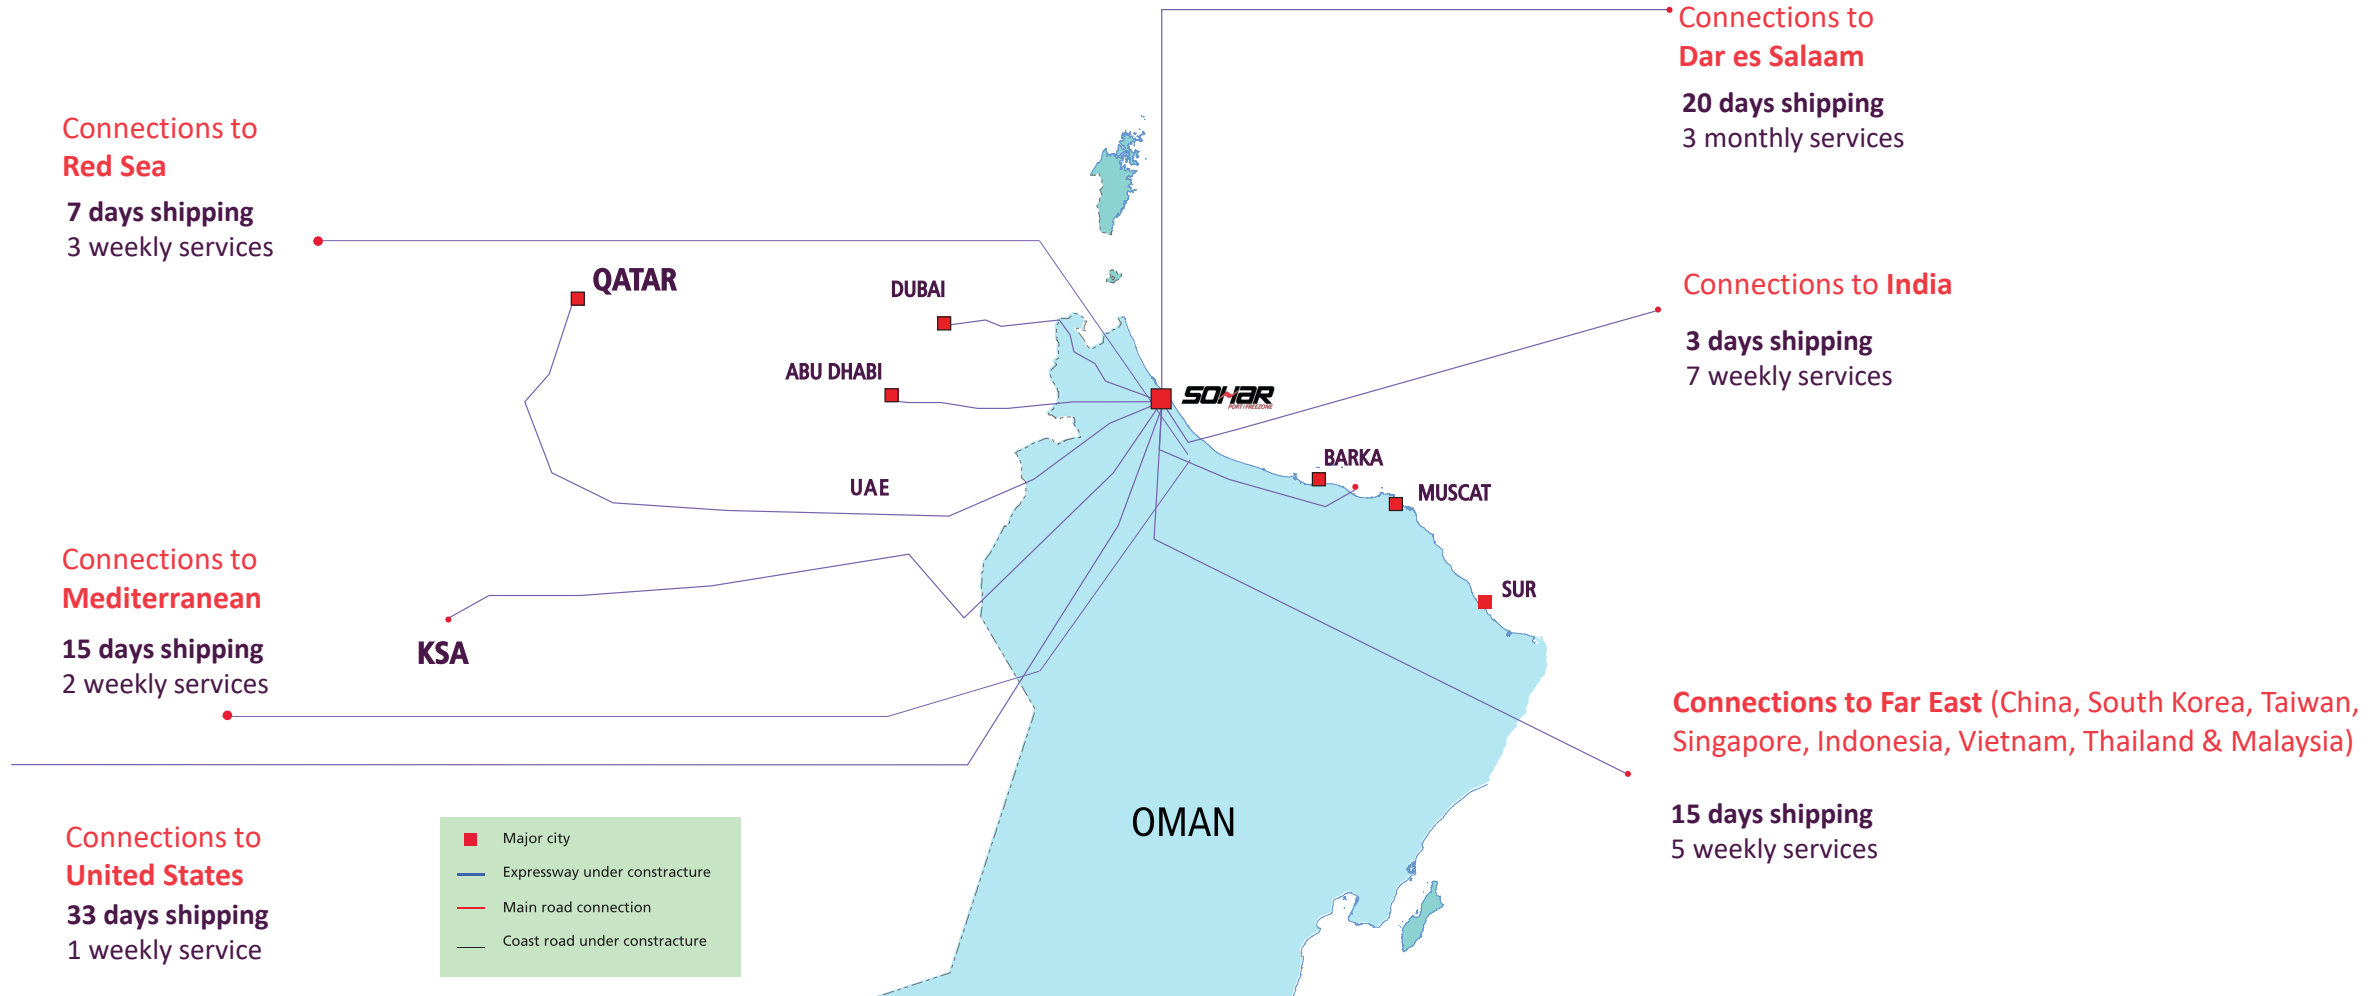 Connections to
Dar es Salaam
20 days shipping
3 monthly services
Connections to
Red Sea
7 days shipping
3 weekly services
QATAR
DUBAI
ABU DHABI
UAE
SOHAR
PORT/FREEZONE
Connections to India
3 days shipping
7 weekly services
BARKA
MUSCAT
SUR
Connections to
Mediterranean
15 days shipping
2 weekly services
KSA
Connections to Far East (China, South Korea, Taiwan,
Singapore, Indonesia, Vietnam, Thailand & Malaysia)
15 days shipping
5 weekly services
OMAN
Connections to
United States
33 days shipping
1 weekly service
Major city
Expressway under constracture
Main road connection
Coast road under constracture